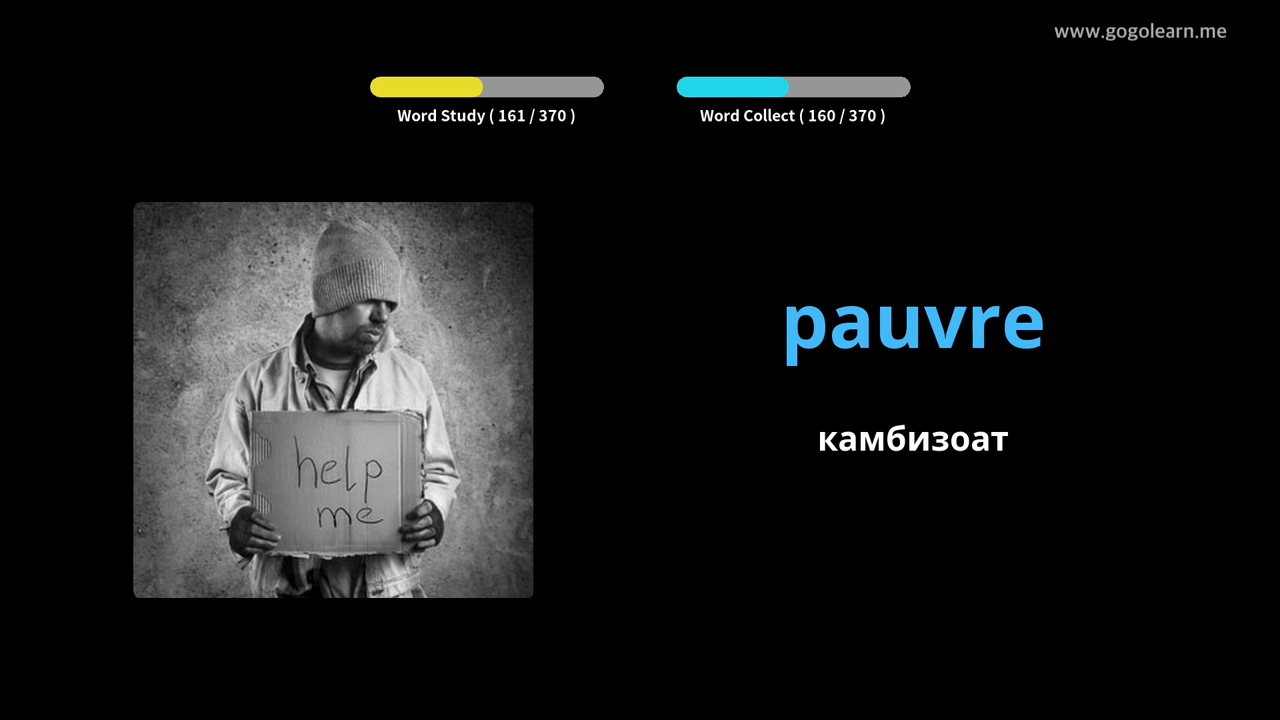 www.gogolearn.me
Word Study ( 161 / 370 )
Word Collect ( 160 / 370 )
help
me
pauvre
камбизоат